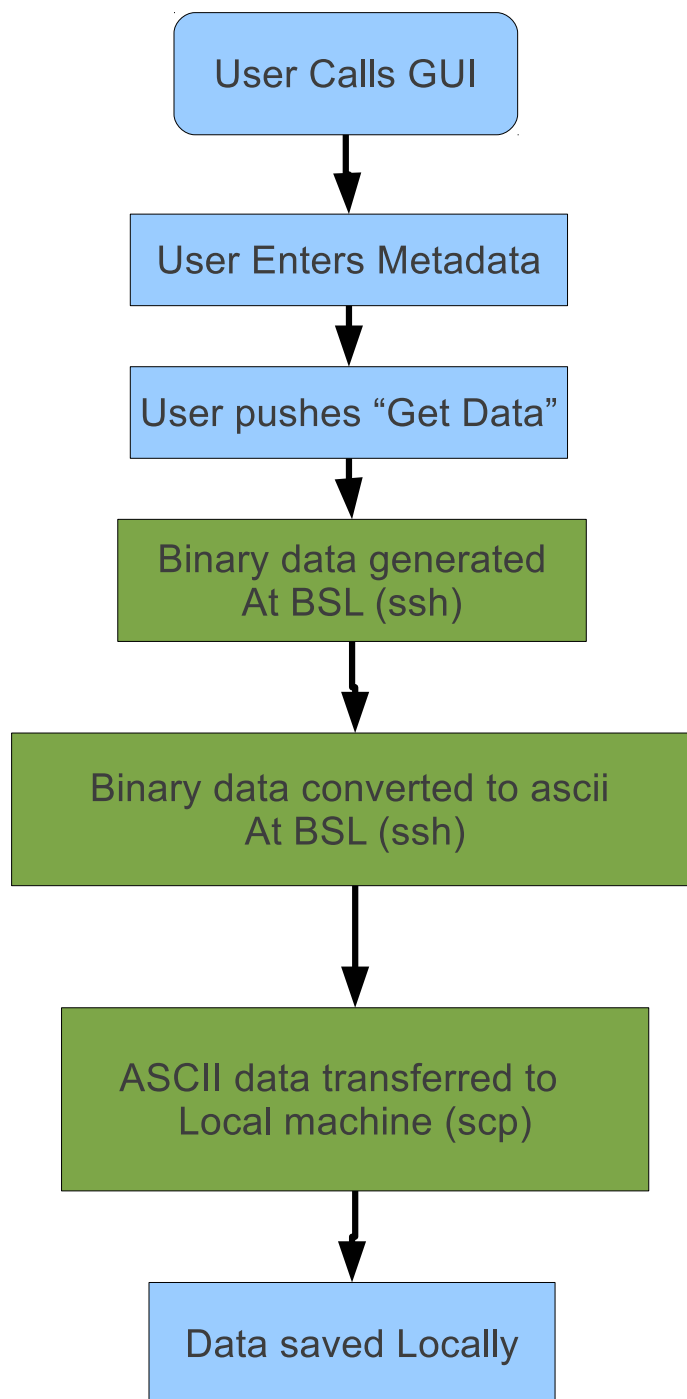 User Calls GUI
User Enters Metadata
User pushes “Get Data”
Binary data generated
At BSL (ssh)
Binary data converted to ascii
At BSL (ssh)
ASCII data transferred to
Local machine (scp)
Data saved Locally